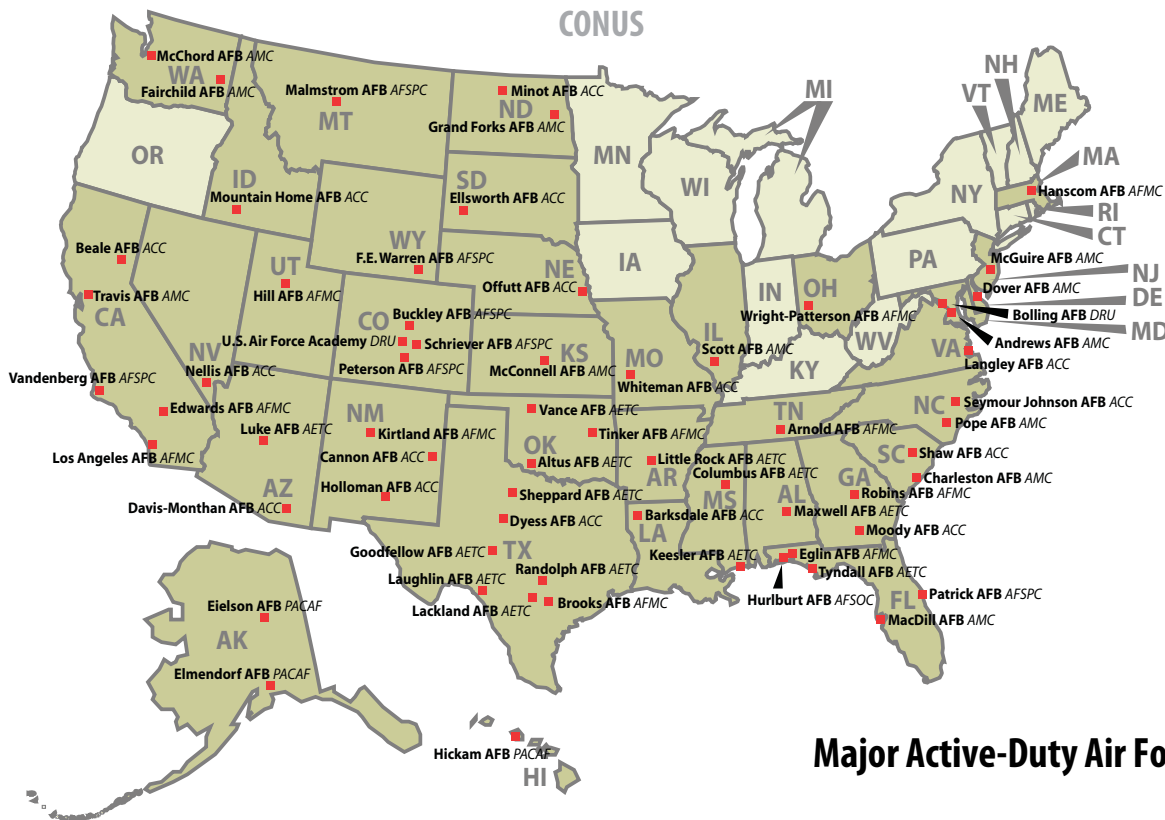 CONUS
McChord AFB AMC
WA
Fairchild AFB AMC
Malmstrom AFB AFSPC
MT
Minot AFB ACC
ND
Grand Forks AFB AMC
MI
NH
VT
ME
OR
MN
WI
NY
MA
Hanscom AFB AFMC
RI
CT
ID
Mountain Home AFB ACC
SD
Ellsworth AFB ACC
Beale AFB ACC
WY
F.E. Warren AFB AFSPC
NE
Offutt AFB ACC
IA
PA
McGuire AFB AMC
NJ
UT
Hill AFB AFMC
Travis AFB AMC
CA
IN
OH
Wright-Patterson AFB AFMC
Dover AFB AMC
DE
Bolling AFB DRU
MD
Buckley AFB AFSPC
CO
U.S. Air Force Academy DRU
Schriever AFB AFSPC
Peterson AFB AFSPC
KS
McConnell AFB AMC
MO
Whiteman AFB ACC
IL
Scott AFB AMC
WV
VA
Andrews AFB AMC
Langley AFB ACC
KY
NV
Nellis AFB ACC
Vandenberg AFB AFSPC
Edwards AFB AFMC
Los Angeles AFB AFMC
Luke AFB AETC
AZ
Davis-Monthan AFB ACC
NM
Kirtland AFB AFMC
Cannon AFB ACC
Holloman AFB ACC
Vance AFB AETC
OK
Tinker AFB AFMC
Altus AFB AETC
TN
Arnold AFB AFMC
NC
Seymour Johnson AFB ACC
Pope AFB AMC
SC
Shaw AFB ACC
Charleston AFB AMC
AR
Little Rock AFB AETC
Columbus AFB AETC
MS
AL
Maxwell AFB AETC
GA
Robins AFB AFMC
Moody AFB ACC
Sheppard AFB AETC
Dyess AFB ACC
TX
Goodfellow AFB AETC
Laughlin AFB AETC
Randolph AFB AETC
Lackland AFB AETC
Brooks AFB AFMC
LA
Barksdale AFB ACC
Keesler AFB AETC
Eglin AFB AFMC
Tyndall AFB AETC
Hurlburt AFB AFSOC
FL
Patrick AFB AFSPC
MacDill AFB AMC
Eielson AFB PACAF
AK
Elmendorf AFB PACAF
Hickam AFB PACAF
HI
Major Active-Duty Air Fo